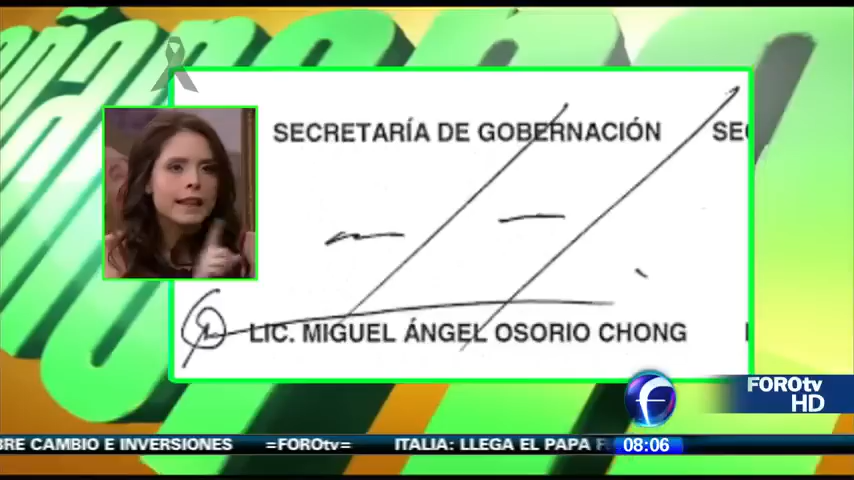 SECRETARÍA DE GOBERNACIÓN
LIC. MIGUEL ÁNGEL OSORIO CHONG
FOROtv
HD
CAMBIO E INVERSIONES =FOROtv= ITALIA: LLEGA EL PAPA
08:06